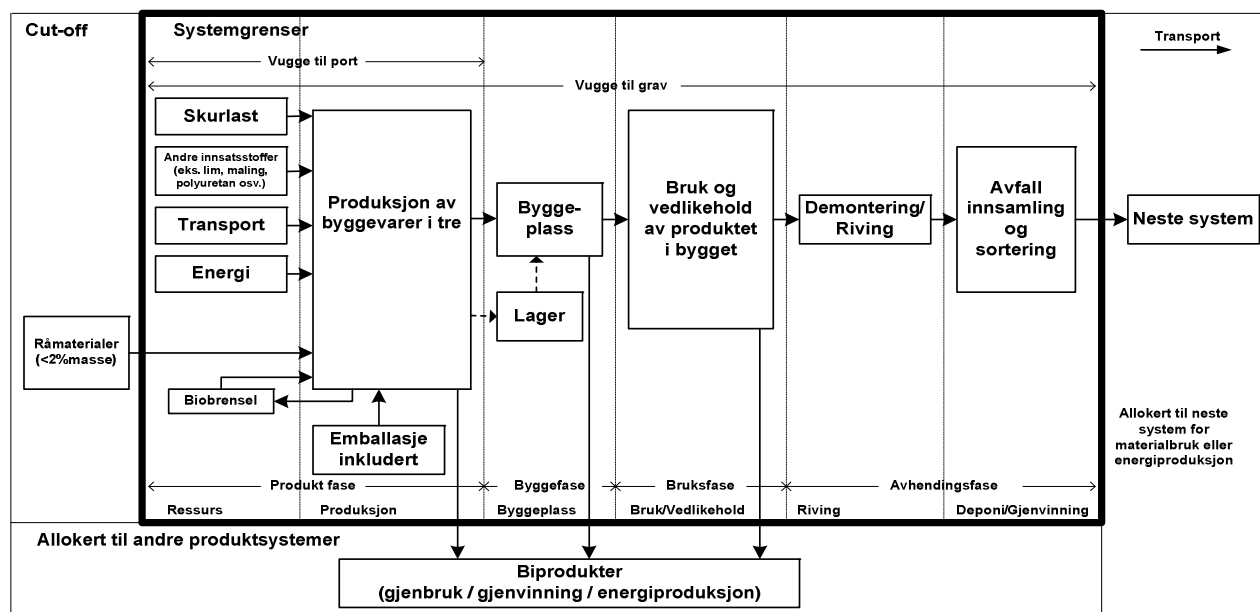 Cut-off
Systemgrenser
Transport
Vugge til port
Vugge til grav
Skurlast
Andre innsatsstoffer
(eks. lim, maling,
polyuretan osv.)
Transport
Energi
Råmaterialer
(<2%masse)
Biobrensel
Produksjon av
byggevarer i tre
Emballasje
inkludert
Bygge-
plass
Lager
Bruk og
vedlikehold
av produktet
i bygget
Demontering/
Riving
Avfall
innsamling
og
sortering
Neste system
Allokert til neste
system for
materialbruk eller
energiproduksjon
Produkt fase
Byggefase
Bruksfase
Avhendingsfase
Ressurs
Produksjon
Byggeplass
Bruk/Vedlikehold
Riving
Deponi/Gjenvinning
Allokert til andre produktsystemer
Biprodukter
(gjenbruk / gjenvinning / energiproduksjon)